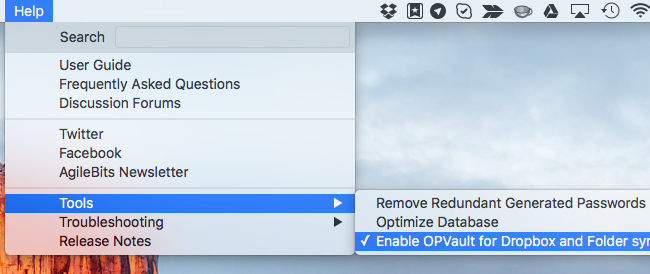 Help
Search
User Guide
Frequently Asked Questions
Discussion Forums
Twitter
Facebook
AgileBits Newsletter
Tools
Remove Redundant Generated Passwords
Troubleshooting
Optimize Database
Release Notes
Enable OPVault for Dropbox and Folder